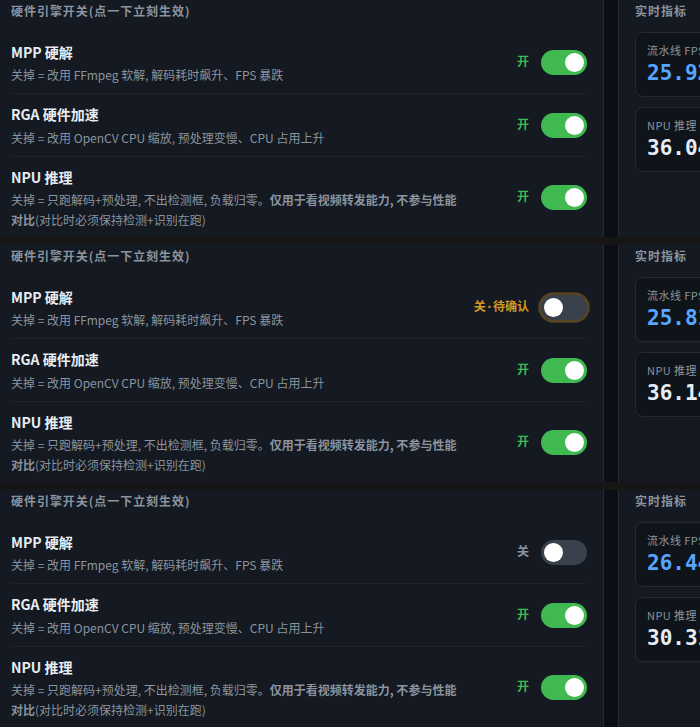 硬件引擎开关(点一下立刻生效)
实时指标
MPP 硬解
关掉 = 改用 FFmpeg 软解, 解码耗时飙升、FPS 暴跌
开
流水线 FPS
25.9
RGA 硬件加速
关掉 = 改用 OpenCV CPU 缩放, 预处理变慢、CPU 占用上升
开
NPU 推理
36.0
NPU 推理
关掉 = 只跑解码+预处理, 不出检测框, 负载归零。仅用于看视频转发能力, 不参与性能
对比(对比时必须保持检测+识别在跑)
开
硬件引擎开关(点一下立刻生效)
实时指标
MPP 硬解
关掉 = 改用 FFmpeg 软解, 解码耗时飙升、FPS 暴跌
关·待确认
流水线 FPS
25.8
RGA 硬件加速
关掉 = 改用 OpenCV CPU 缩放, 预处理变慢、CPU 占用上升
开
NPU 推理
36.1
NPU 推理
关掉 = 只跑解码+预处理, 不出检测框, 负载归零。仅用于看视频转发能力, 不参与性能
对比(对比时必须保持检测+识别在跑)
开
硬件引擎开关(点一下立刻生效)
实时指标
MPP 硬解
关掉 = 改用 FFmpeg 软解, 解码耗时飙升、FPS 暴跌
关
流水线 FPS
26.4
RGA 硬件加速
关掉 = 改用 OpenCV CPU 缩放, 预处理变慢、CPU 占用上升
开
NPU 推理
30.3
NPU 推理
关掉 = 只跑解码+预处理, 不出检测框, 负载归零。仅用于看视频转发能力, 不参与性能
对比(对比时必须保持检测+识别在跑)
开